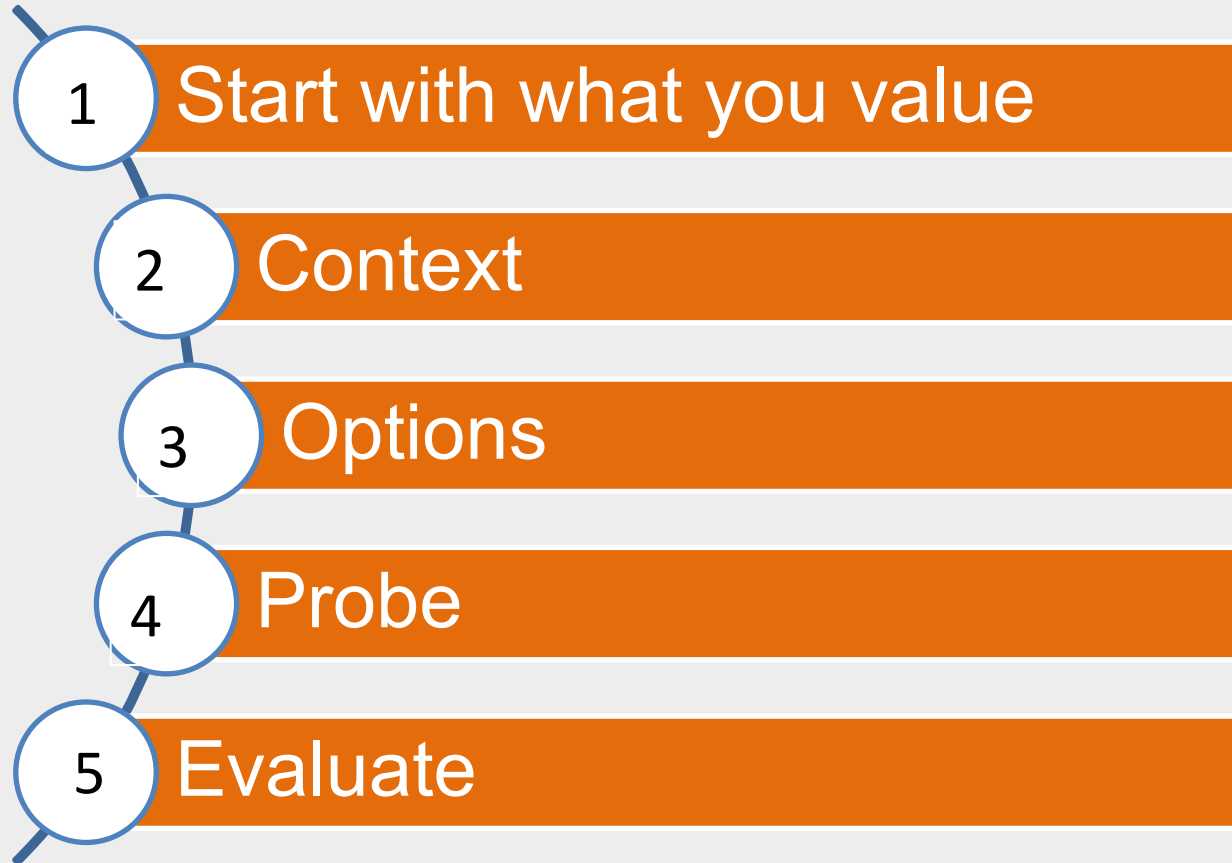 1 Start with what you value
2 Context
3 Options
4 Probe
5 Evaluate